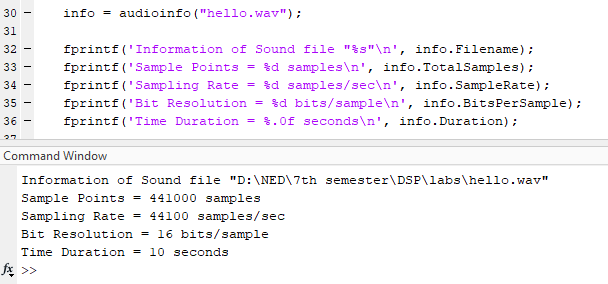 30 – info = audioinfo("hello.wav");
31
32 – fprintf('Information of Sound file "%s"\n', info.Filename);
33 – fprintf('Sample Points = %d samples\n', info.TotalSamples);
34 – fprintf('Sampling Rate = %d samples/sec\n', info.SampleRate);
35 – fprintf('Bit Resolution = %d bits/sample\n', info.BitsPerSample);
36 – fprintf('Time Duration = %.0f seconds\n', info.Duration);
37
Command Window
Information of Sound file "D:\NED\7th semester\DSP\labs\hello.wav"
Sample Points = 441000 samples
Sampling Rate = 44100 samples/sec
Bit Resolution = 16 bits/sample
Time Duration = 10 seconds
fx >>